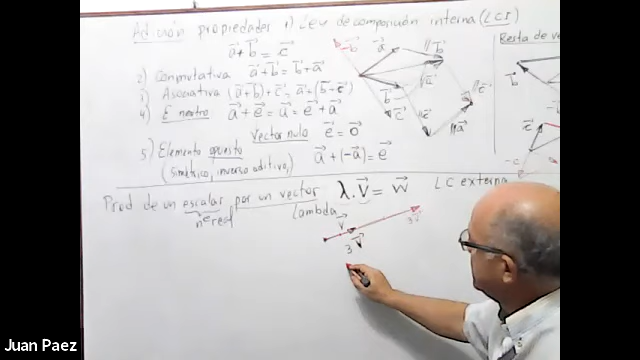 Adición propiedades 1) Ley de composición interna (LCI)
a⃗+b⃗ = c⃗
2) Conmutativa a⃗+b⃗ = b⃗+a⃗
3) Asociativa (a⃗+b⃗)+c⃗ = a⃗+(b⃗+c⃗)
4) E neutro a⃗+e⃗ = a⃗ = e⃗+a⃗
vector nulo e⃗ = 0⃗
5) Elemento opuesto
(simétrico, inverso aditivo) a⃗+(-a⃗) = e⃗
-b⃗ a⃗ //b⃗
b⃗ //a⃗ //c⃗
c⃗ //c⃗ //a⃗
Resta de ve
b⃗
c⃗
-c
Prod de un escalar por un vector λ.v⃗ = w⃗ LC externa
nº real lambda
v⃗ 3v⃗
3 v⃗
Juan Paez